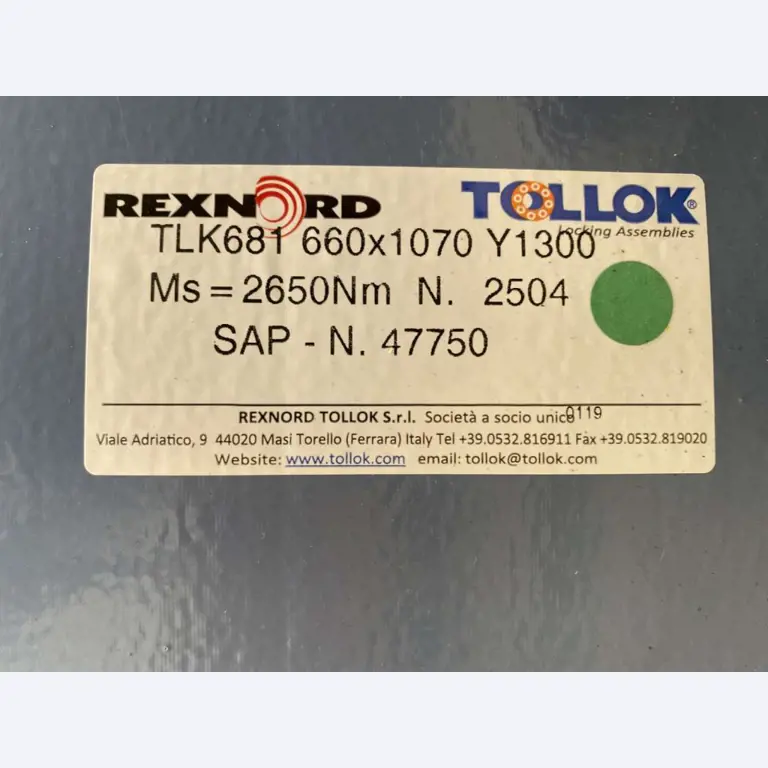 REXNORD TOLLOK®
Locking Assemblies
TLK681 660x1070 Y1300
Ms = 2650Nm N. 2504
SAP - N. 47750
REXNORD TOLLOK S.r.l. Società a socio unico 0119
Viale Adriatico, 9 44020 Masi Torello (Ferrara) Italy Tel +39.0532.816911 Fax +39.0532.819020
Website: www.tollok.com email: tollok@tollok.com